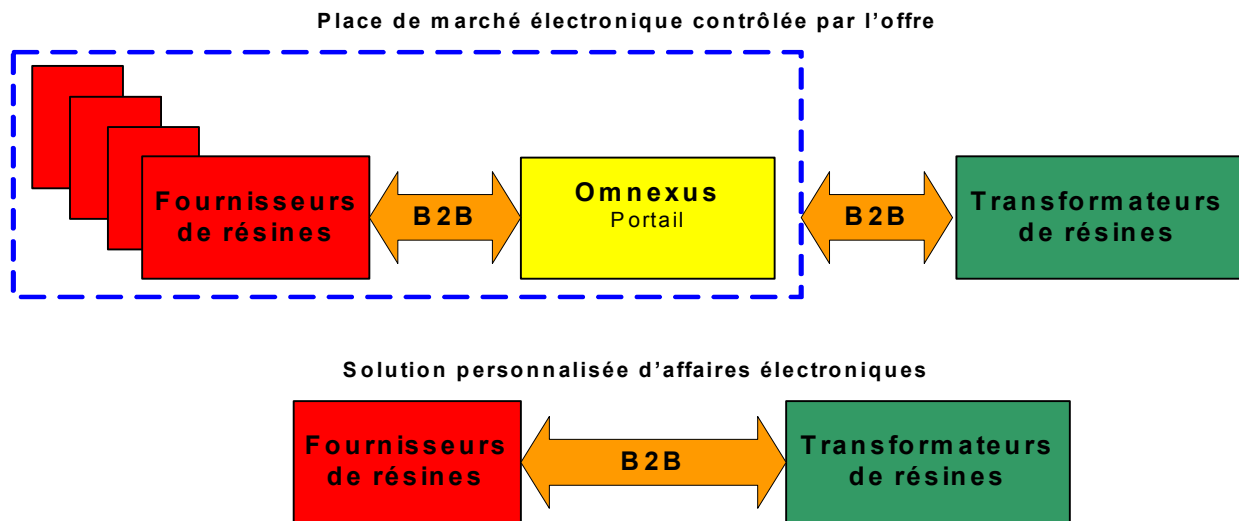 Place de marché électronique contrôlée par l'offre
Fournisseurs
de résines
B2B
Omnexus
Portail
B2B
Transformateurs
de résines
Solution personnalisée d'affaires électroniques
Fournisseurs
de résines
B2B
Transformateurs
de résines